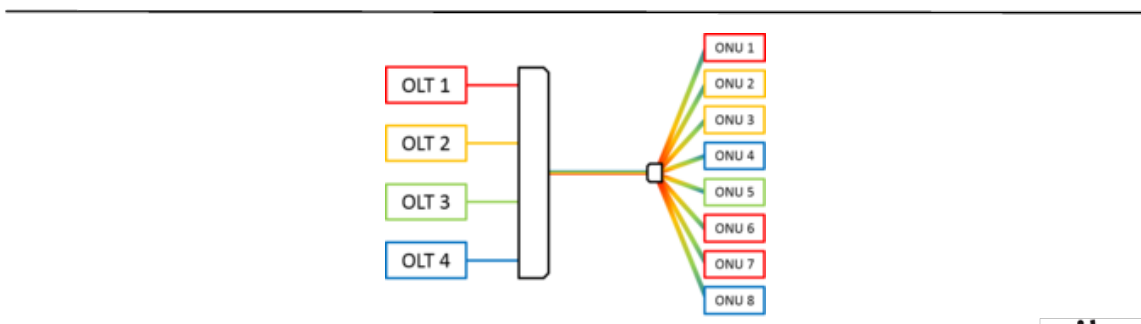 OLT 1
OLT 2
OLT 3
OLT 4
ONU 1
ONU 2
ONU 3
ONU 4
ONU 5
ONU 6
ONU 7
ONU 8